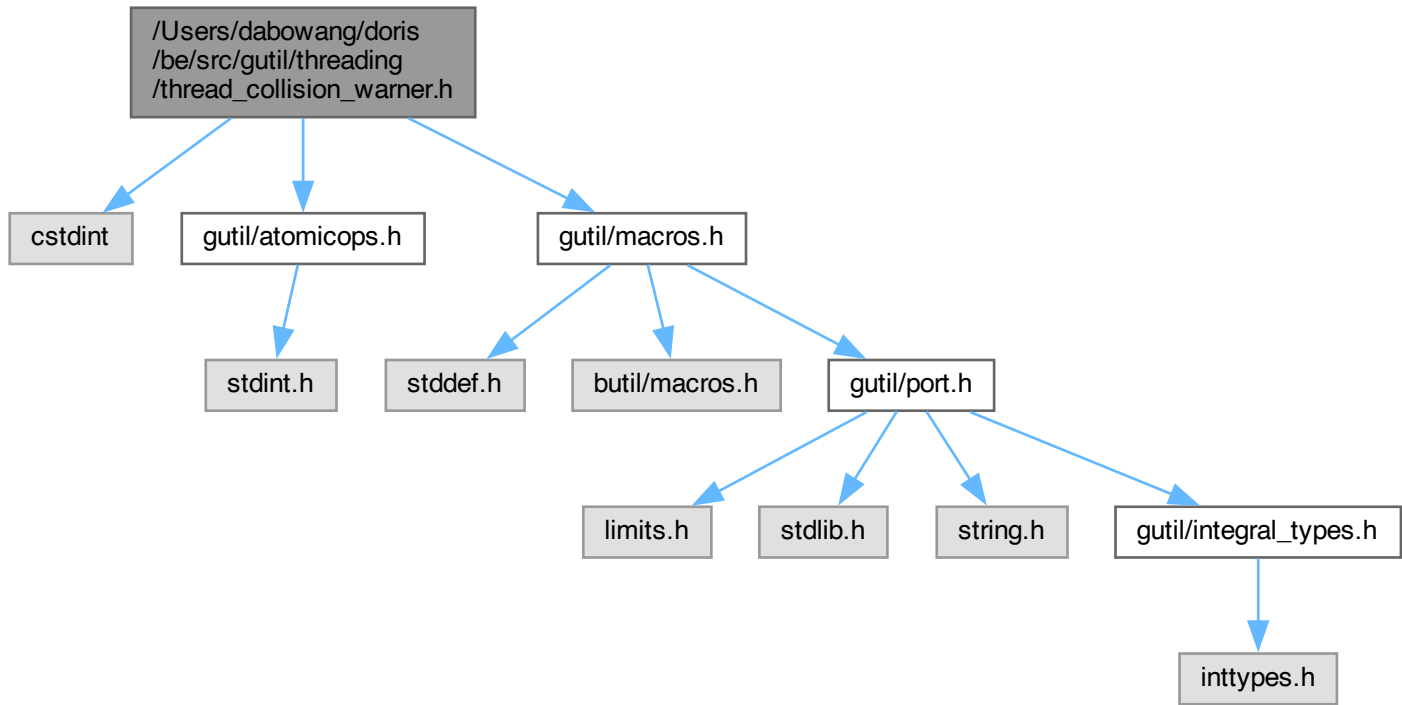 /Users/dabowang/doris
/be/src/gutil/threading
/thread_collision_warner.h
cstdint
gutil/atomicops.h
gutil/macros.h
stdint.h
stddef.h
butil/macros.h
gutil/port.h
limits.h
stdlib.h
string.h
gutil/integral_types.h
inttypes.h